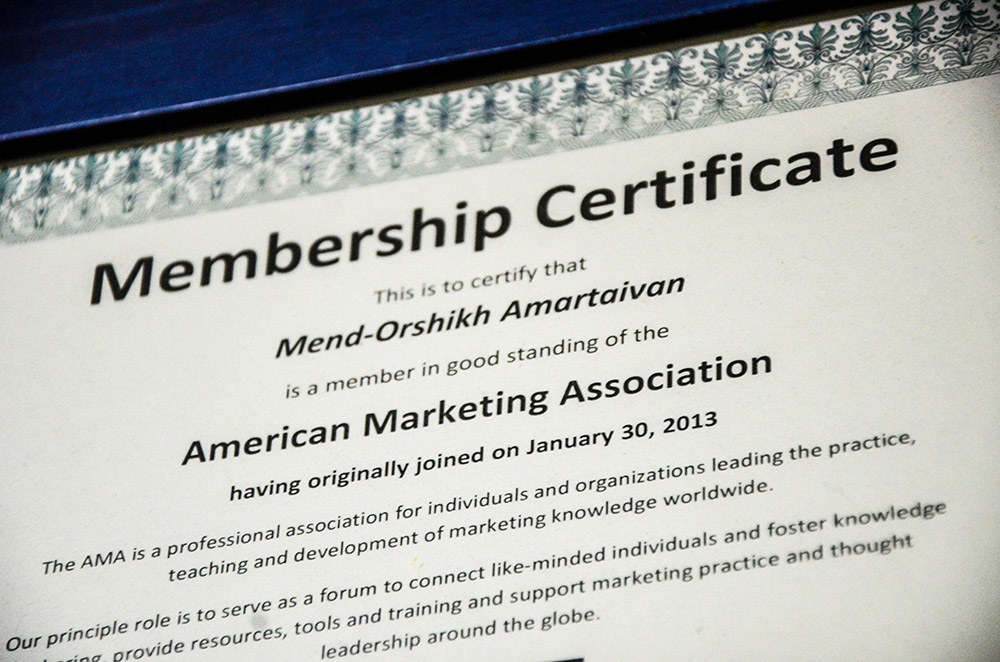 Membership Certificate
This is to certify that
Mend-Orshikh Amartaivan
is a member in good standing of the
American Marketing Association
having originally joined on January 30, 2013
The AMA is a professional association for individuals and organizations leading the practice,
teaching and development of marketing knowledge worldwide.
Our principle role is to serve as a forum to connect like-minded individuals and foster knowledge
provide resources, tools and training and support marketing practice and thought
leadership around the globe.